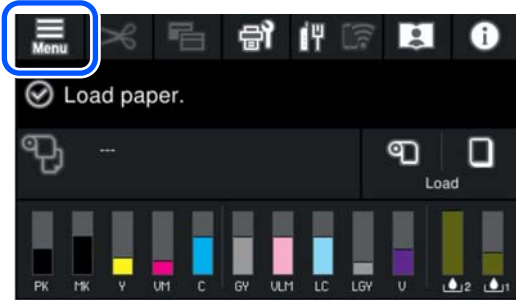 Menu
Load paper.
---
Load
PK MK Y VM C GY VLM LC LGY V 2 1